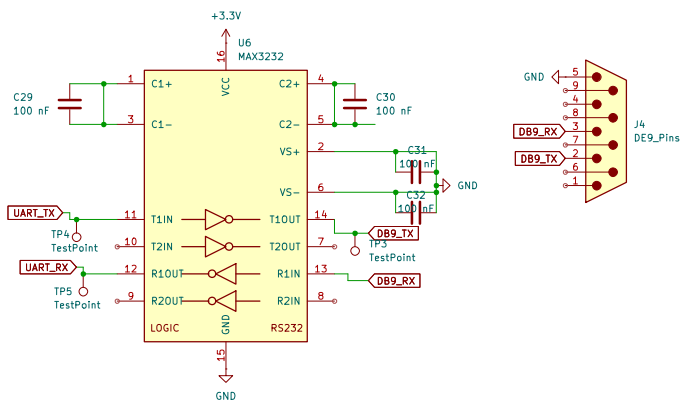 +3.3V
U6
MAX3232
16
VCC
C29
100 nF
1
C1+
3
C1-
C2+
4
C2-
5
C30
100 nF
VS+
2
C31
100 nF
VS-
6
C32
100 nF
GND
UART_TX
11
T1IN
T1OUT
14
DB9_TX
TP4
TestPoint
10
T2IN
T2OUT
7
TP3
TestPoint
UART_RX
12
R1OUT
R1IN
13
DB9_RX
TP5
TestPoint
9
R2OUT
R2IN
8
LOGIC
GND
RS232
15
GND
GND
5
9
4
8
DB9_RX
3
7
DB9_TX
2
6
1
J4
DE9_Pins